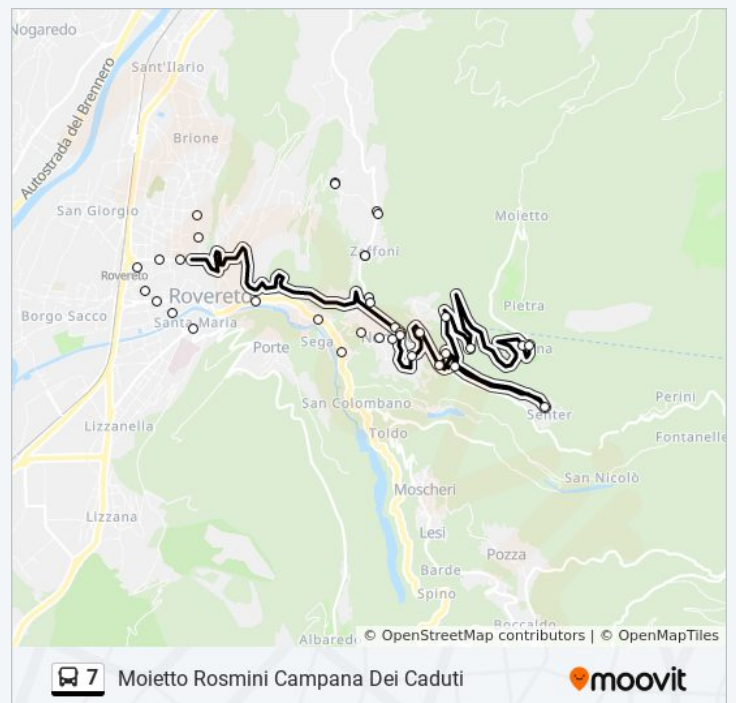 Nogaredo
Sant'Ilario
Autostrada del Brennero
Brione
San Giorgio
Moietto
Zaffoni
Rovereto
Rovereto
Pietra
Borgo Sacco
Santa Maria
Porte
Sega
San Colombano
Senter
Perini
Lizzanella
Toldo
Fontanelle
San Nicolò
Moscheri
Lizzana
Lesi
Pozza
Barde
Spino
Boccaldo
Albaredo
© OpenStreetMap contributors | © OpenMapTiles
7 Moietto Rosmini Campana Dei Caduti moovit